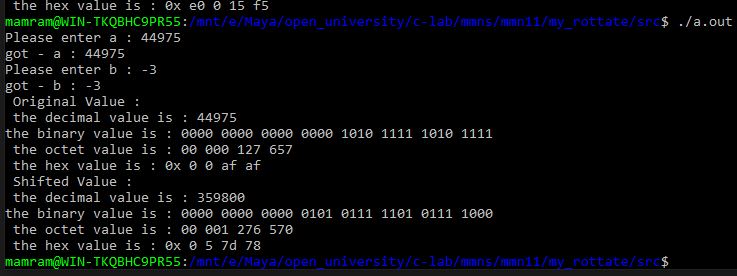 the hex value is : 0x e0 0 15 f5
mamram@WIN-TKQBHC9PR55:/mnt/e/Maya/open_university/c-lab/mmns/mmn11/my_rottate/src$ ./a.out
Please enter a : 44975
got - a : 44975
Please enter b : -3
got - b : -3
Original Value :
the decimal value is : 44975
the binary value is : 0000 0000 0000 0000 1010 1111 1010 1111
the octet value is : 00 000 127 657
the hex value is : 0x 0 0 af af
Shifted Value :
the decimal value is : 359800
the binary value is : 0000 0000 0000 0101 0111 1101 0111 1000
the octet value is : 00 001 276 570
the hex value is : 0x 0 5 7d 78
mamram@WIN-TKQBHC9PR55:/mnt/e/Maya/open_university/c-lab/mmns/mmn11/my_rottate/src$